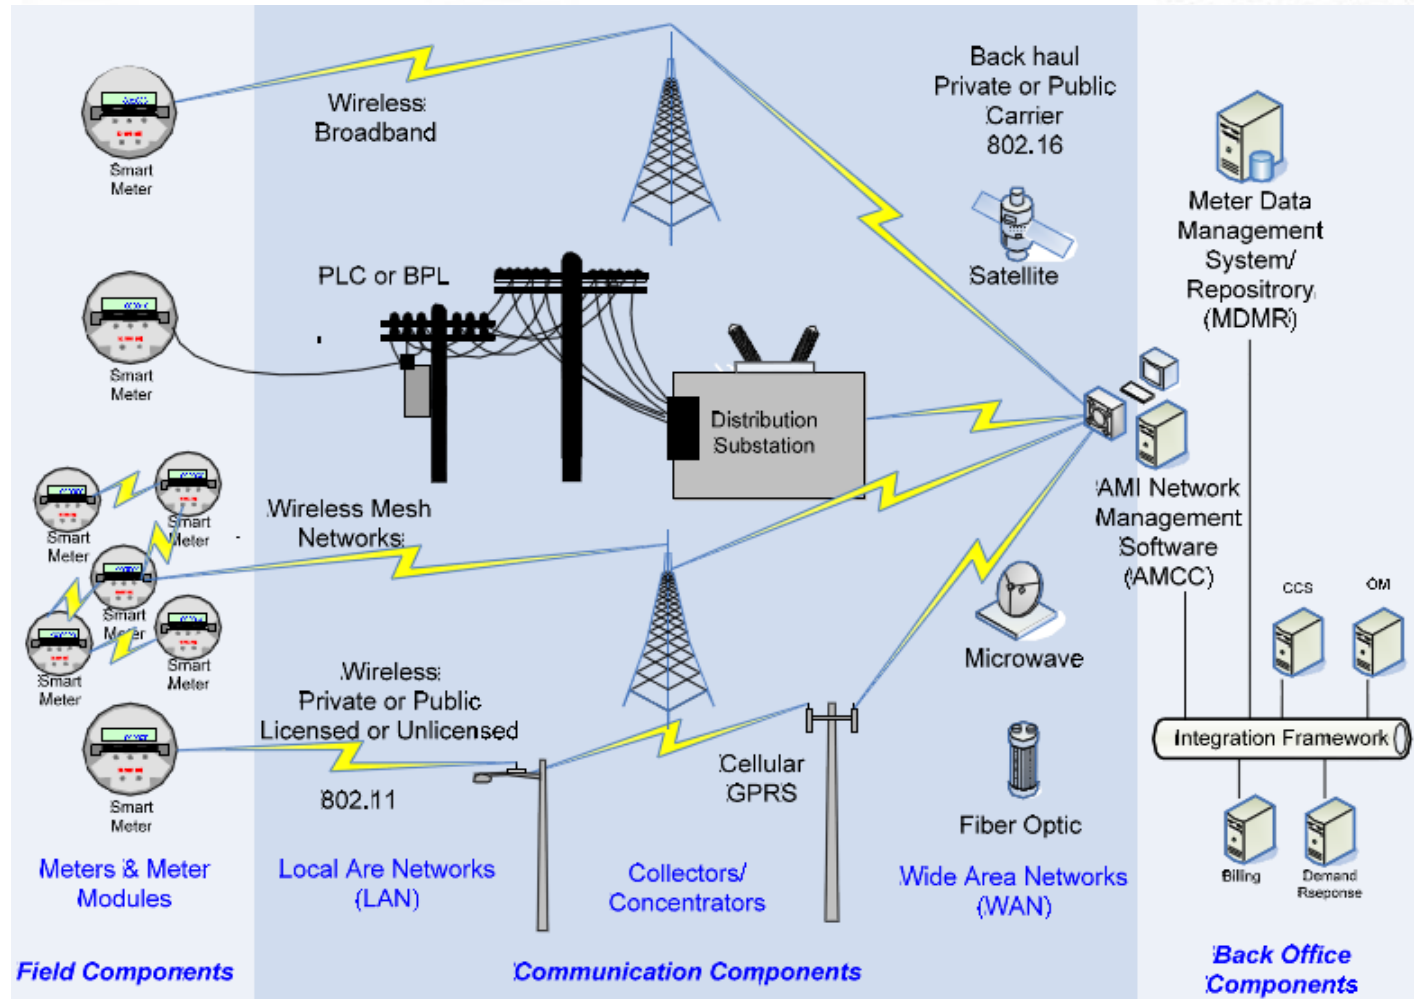 Smart
Meter
Wireless
Broadband
Back haul
Private or Public
Carrier
802.16
Satellite
Meter Data
Management
System/
Repositrory
(MDMR)
PLC or BPL
Smart
Meter
Distribution
Substation
AMI Network
Management
Software
(AMCC)
Wireless Mesh
Networks
Smart
Meter
Smart
Meter
Smart
Meter
Smart
Meter
Smart
Meter
Microwave
CCS
OM
Wireless
Private or Public
Licensed or Unlicensed
802.11
Smart
Meter
Cellular
GPRS
Fiber Optic
Integration Framework
Billing
Demand
Rseponse
Meters & Meter
Modules
Local Are Networks
(LAN)
Collectors/
Concentrators
Wide Area Networks
(WAN)
Field Components
Communication Components
Back Office
Components